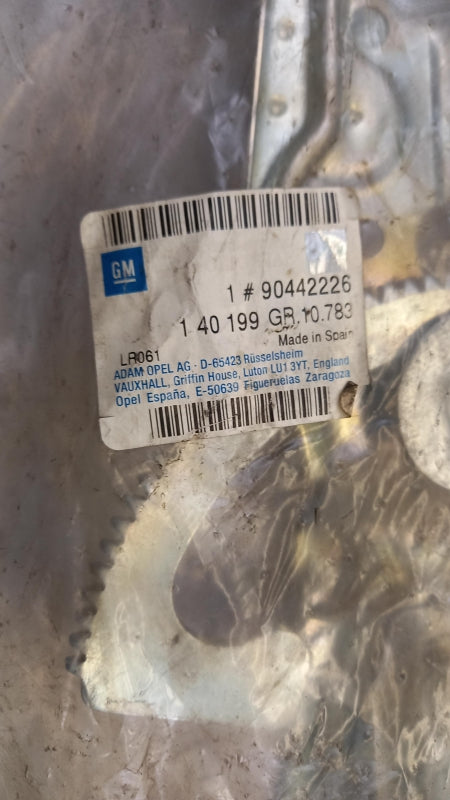 GM
1 # 90442226
1 40 199 GR.10.783
Made in Spain
LR061
ADAM OPEL AG - D-65423 Rüsselsheim
VAUXHALL, Griffin House, Luton LU1 3YT, England
Opel España, E-50639 Figueruelas Zaragoza